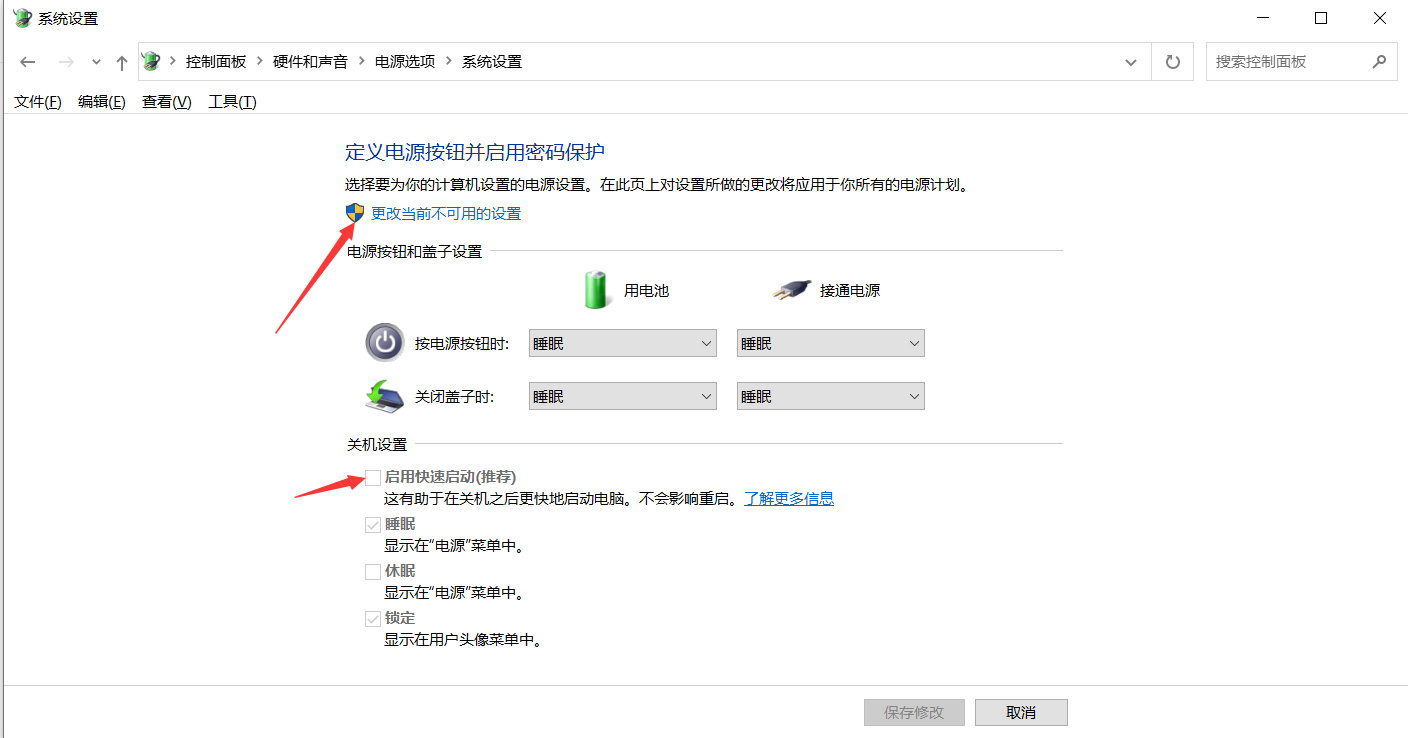 系统设置
控制面板 硬件和声音 电源选项 系统设置
搜索控制面板
文件(F) 编辑(E) 查看(V) 工具(T)
定义电源按钮并启用密码保护
选择要为你的计算机设置的电源设置。在此页上对设置所做的更改将应用于你所有的电源计划。
更改当前不可用的设置
电源按钮和盖子设置
用电池 接通电源
按电源按钮时: 睡眠 睡眠
关闭盖子时: 睡眠 睡眠
关机设置
启用快速启动(推荐)
这有助于在关机之后更快地启动电脑。不会影响重启。了解更多信息
睡眠
显示在“电源”菜单中。
休眠
显示在“电源”菜单中。
锁定
显示在用户头像菜单中。
保存修改 取消